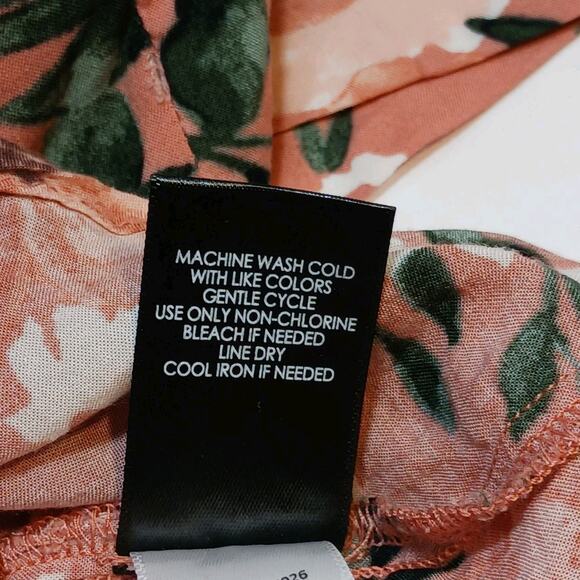 MACHINE WASH COLD
WITH LIKE COLORS
GENTLE CYCLE
USE ONLY NON-CHLORINE
BLEACH IF NEEDED
LINE DRY
COOL IRON IF NEEDED